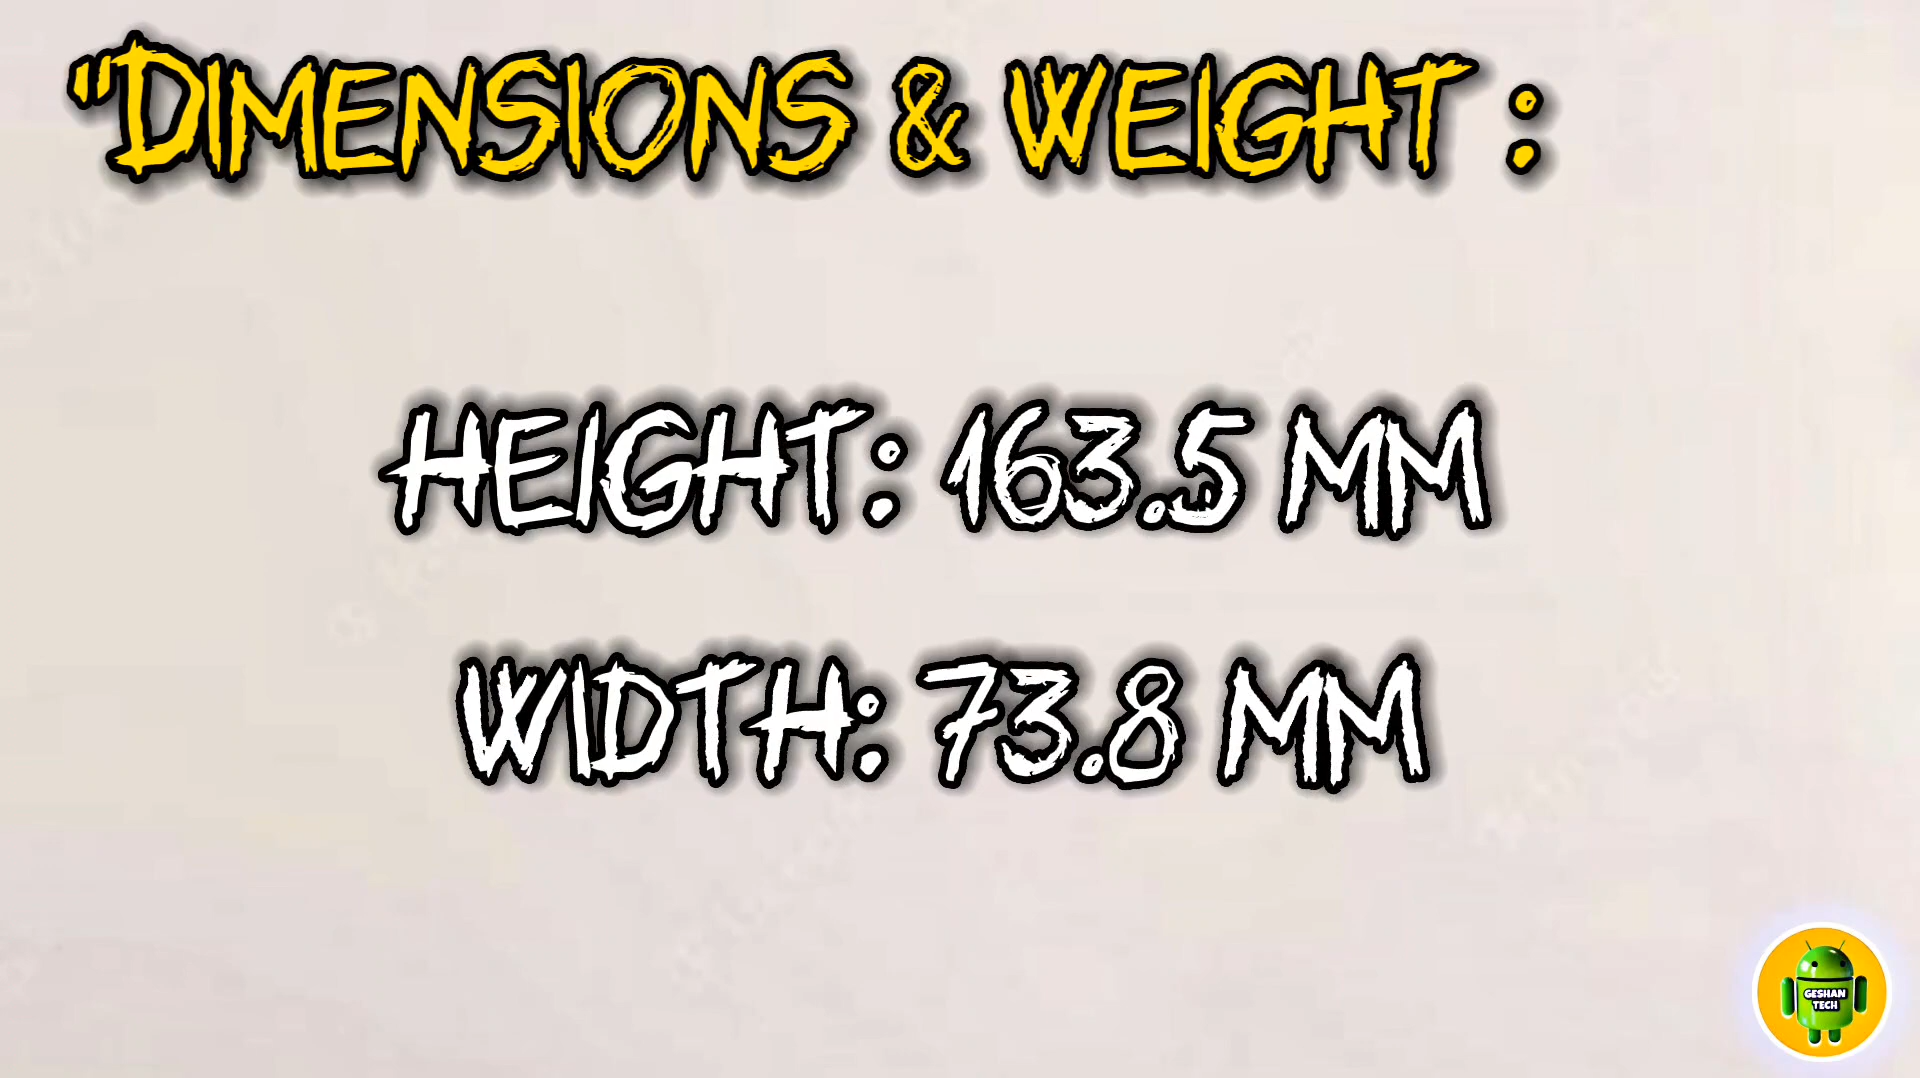 "DIMENSIONS & WEIGHT :
HEIGHT: 163.5 MM
WIDTH: 73.8 MM
GESHAN
TECH